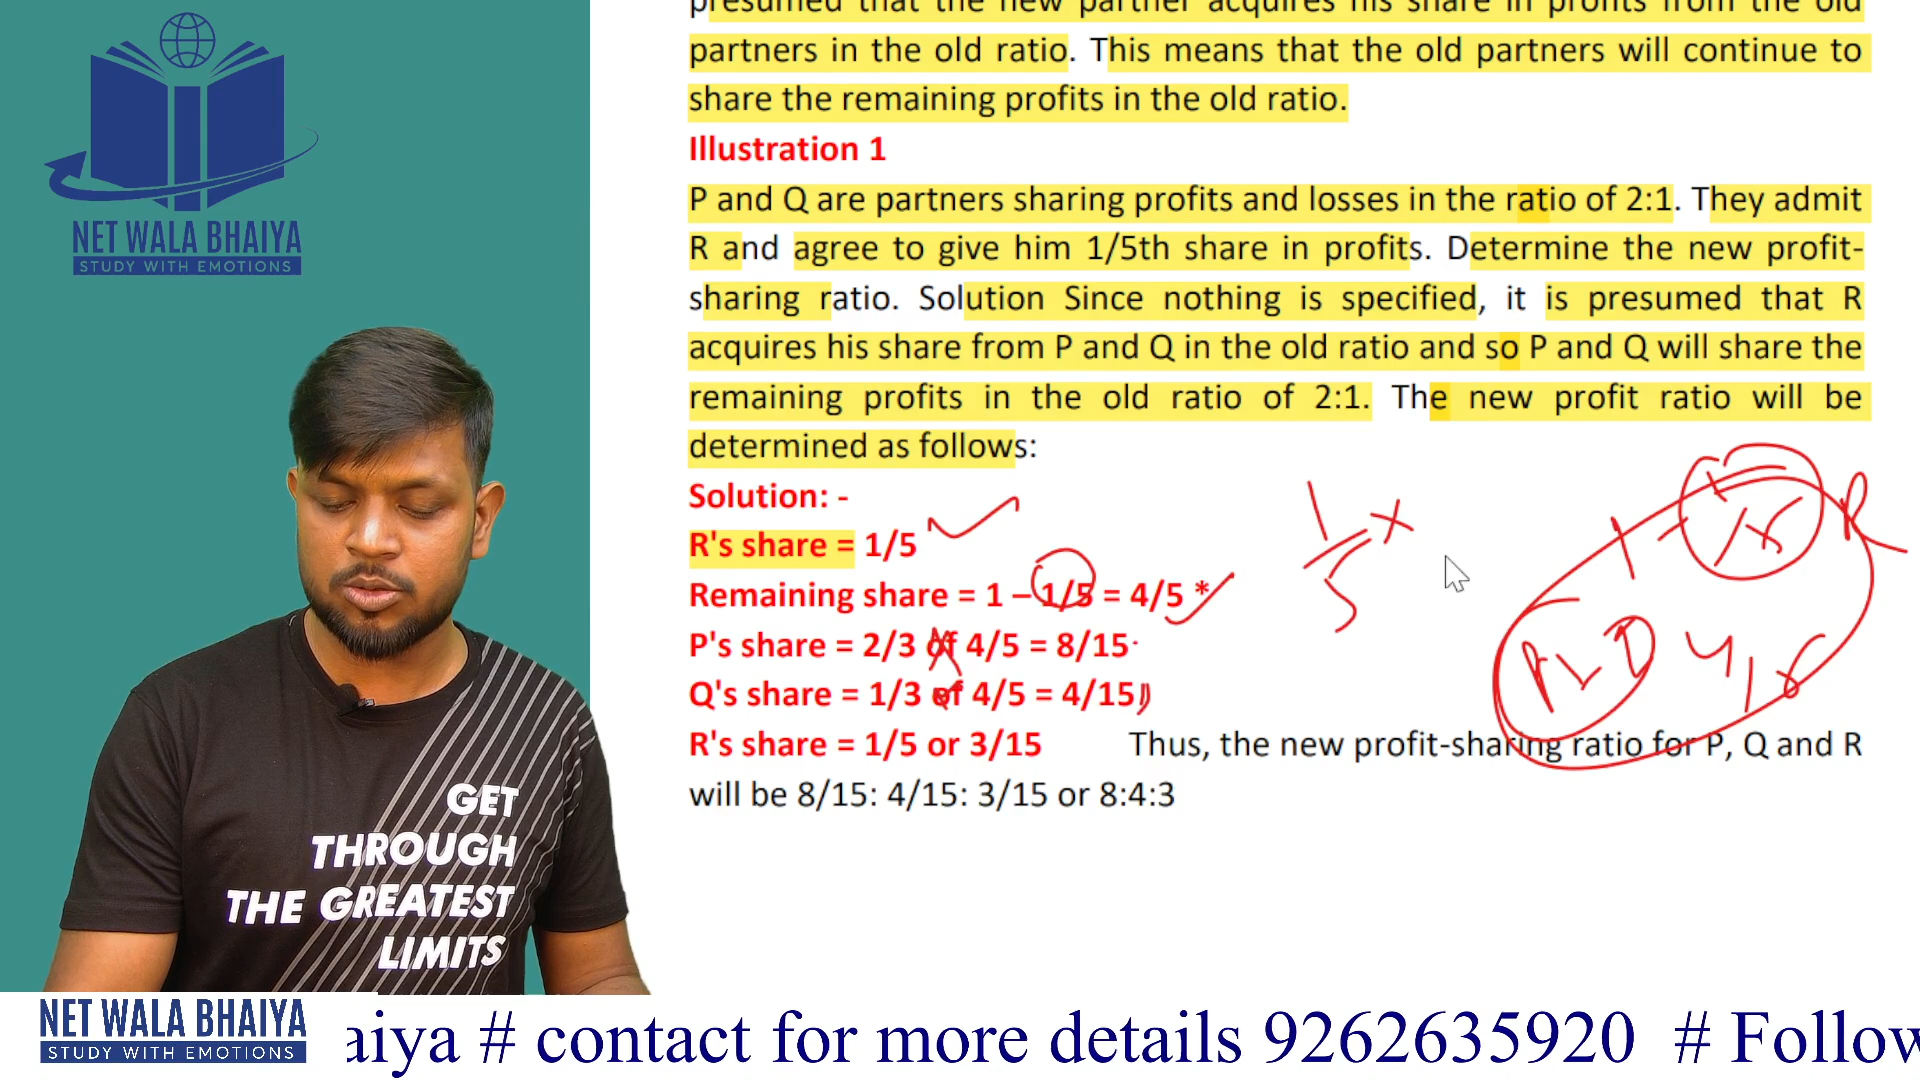 presumed that the new partner acquires his share in profits from the old
partners in the old ratio. This means that the old partners will continue to
share the remaining profits in the old ratio.
Illustration 1
P and Q are partners sharing profits and losses in the ratio of 2:1. They admit
R and agree to give him 1/5th share in profits. Determine the new profit-
sharing ratio. Solution Since nothing is specified, it is presumed that R
acquires his share from P and Q in the old ratio and so P and Q will share the
remaining profits in the old ratio of 2:1. The new profit ratio will be
determined as follows:
Solution: -
R's share = 1/5
Remaining share = 1 – 1/5 = 4/5 *
P's share = 2/3 of 4/5 = 8/15
Q's share = 1/3 of 4/5 = 4/15
R's share = 1/5 or 3/15 Thus, the new profit-sharing ratio for P, Q and R
will be 8/15: 4/15: 3/15 or 8:4:3
1/5 ×
R
NET WALA BHAIYA
STUDY WITH EMOTIONS
GET
THROUGH
THE GREATEST
LIMITS
NET WALA BHAIYA
STUDY WITH EMOTIONS
aiya # contact for more details 9262635920 # Follow